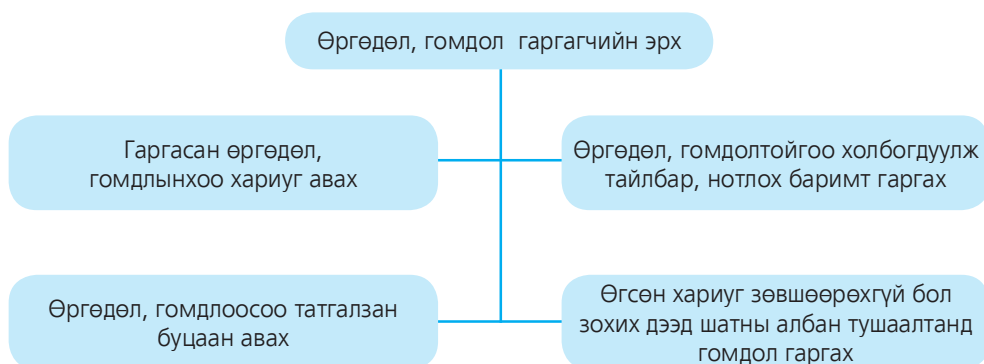 Өргөдөл, гомдол гаргагчийн эрх
Гаргасан өргөдөл,
гомдлынхоо хариуг авах
Өргөдөл, гомдолтойгоо холбогдуулж
тайлбар, нотлох баримт гаргах
Өргөдөл, гомдлоосоо татгалзан
буцаан авах
Өгсөн хариуг зөвшөөрөхгүй бол
зохих дээд шатны албан тушаалтанд
гомдол гаргах